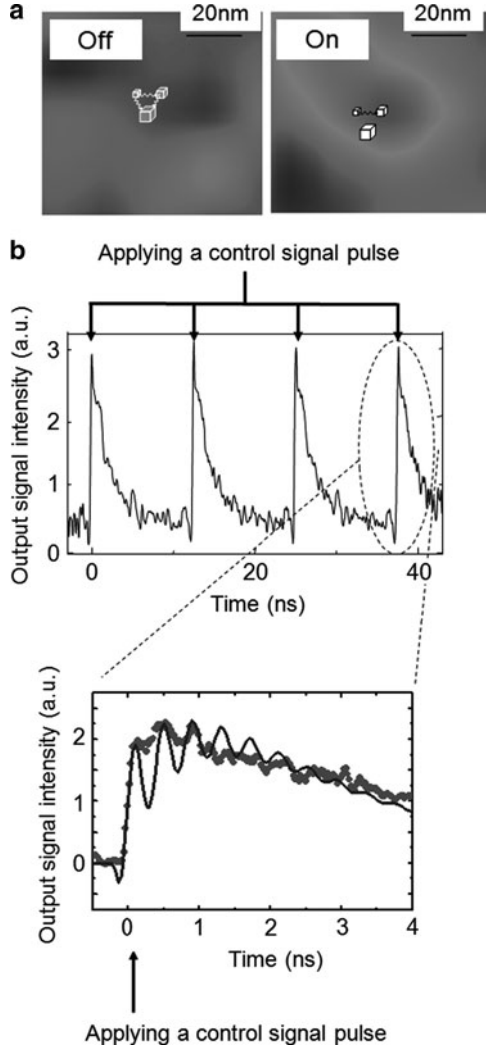 a
Off
20nm
On
20nm
b
Applying a control signal pulse
Output signal intensity (a.u.)
3
2
1
0
0
20
40
Time (ns)
Output signal intensity (a.u.)
2
1
0
0
1
2
3
4
Time (ns)
Applying a control signal pulse